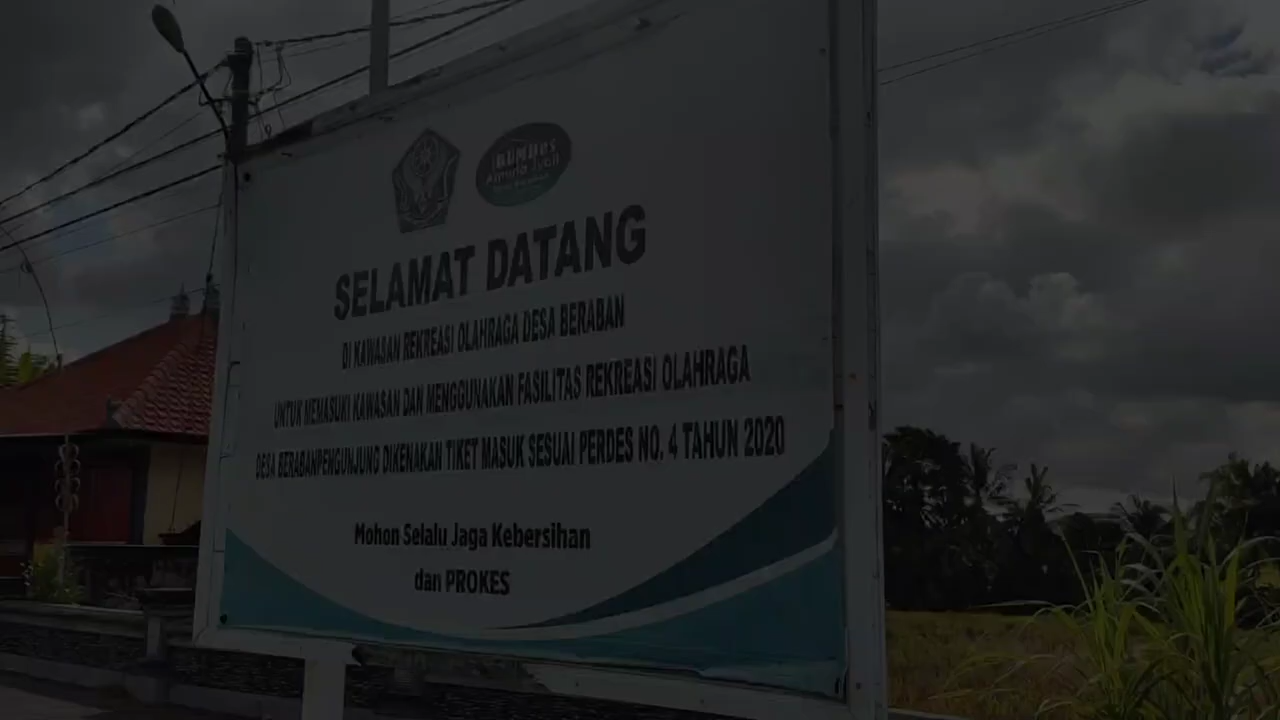 BUMDes
SELAMAT DATANG
DI KAWASAN REKREASI OLAHRAGA DESA BERABAN
UNTUK MEMASUKI KAWASAN DAN MENGGUNAKAN FASILITAS REKREASI OLAHRAGA
DESA BERABANPENGUNJUNG DIKENAKAN TIKET MASUK SESUAI PERDES NO. 4 TAHUN 2020
Mohon Selalu Jaga Kebersihan
dan PROKES